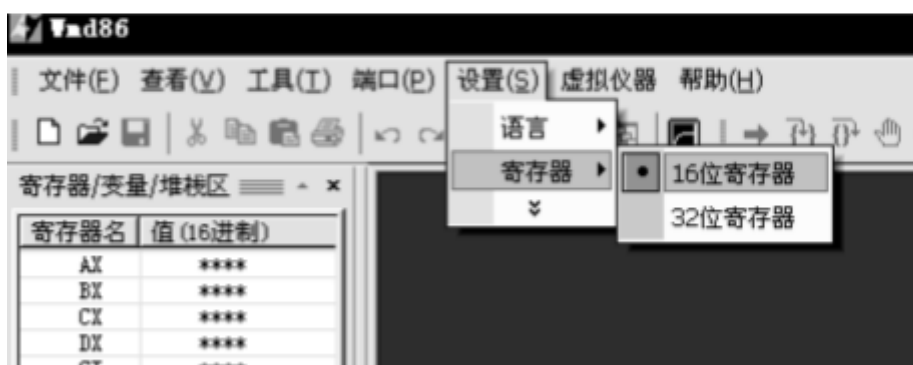 Wmd86
文件(F) 查看(V) 工具(T) 端口(P) 设置(S) 虚拟仪器 帮助(H)
语言
寄存器/变量/堆栈区
寄存器
16位寄存器
32位寄存器
寄存器名 值(16进制)
AX ****
BX ****
CX ****
DX ****